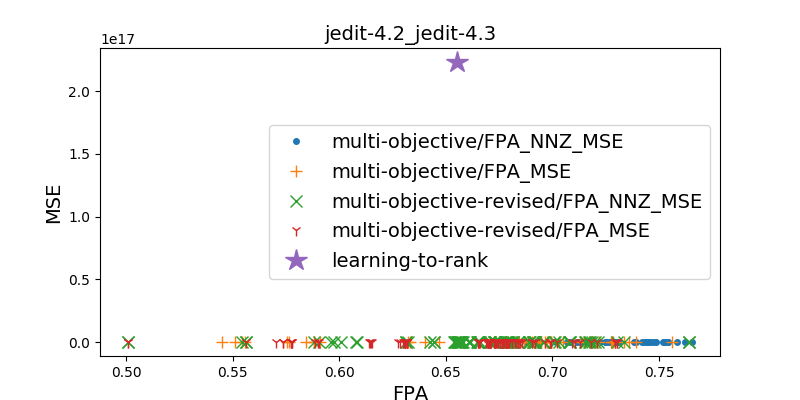 jedit-4.2_jedit-4.3
1e17
2.0
1.5
1.0
0.5
0.0
MSE
multi-objective/FPA_NNZ_MSE
multi-objective/FPA_MSE
multi-objective-revised/FPA_NNZ_MSE
multi-objective-revised/FPA_MSE
learning-to-rank
0.50 0.55 0.60 0.65 0.70 0.75
FPA